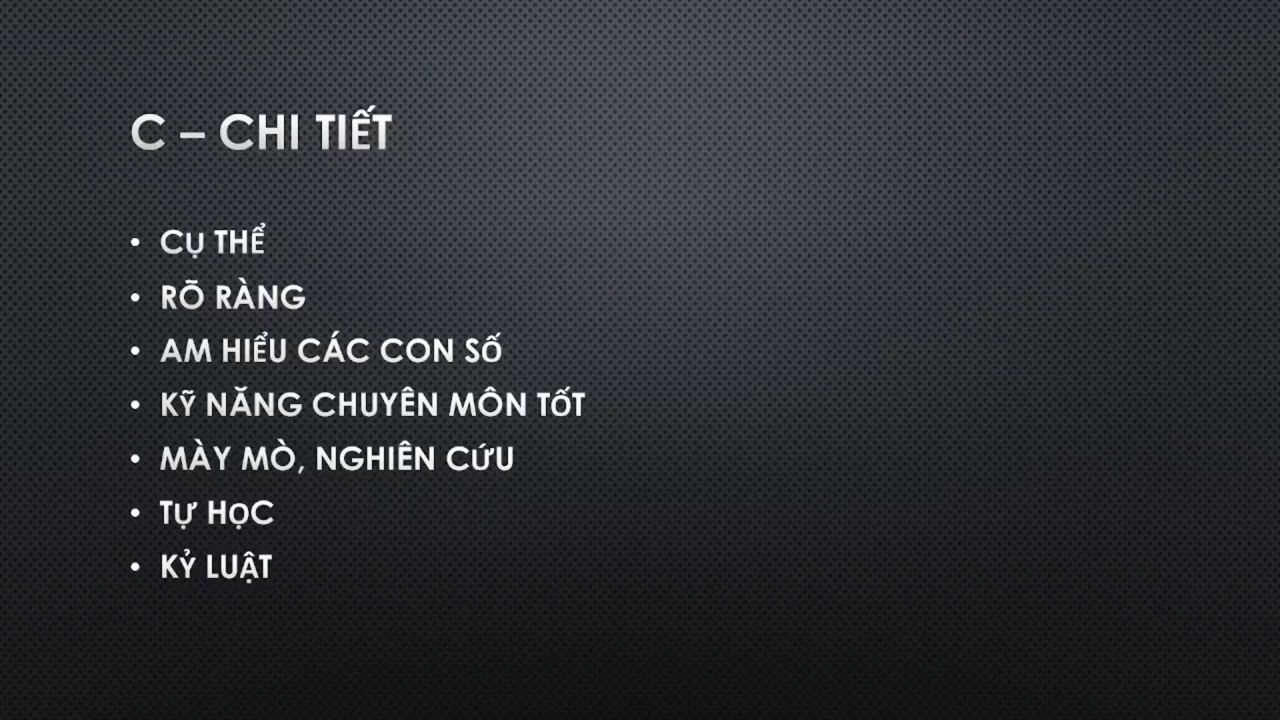 C – CHI TIẾT
• CỤ THỂ
• RÕ RÀNG
• AM HIỂU CÁC CON SỐ
• KỸ NĂNG CHUYÊN MÔN TỐT
• MÀY MÒ, NGHIÊN CỨU
• TỰ HỌC
• KỶ LUẬT